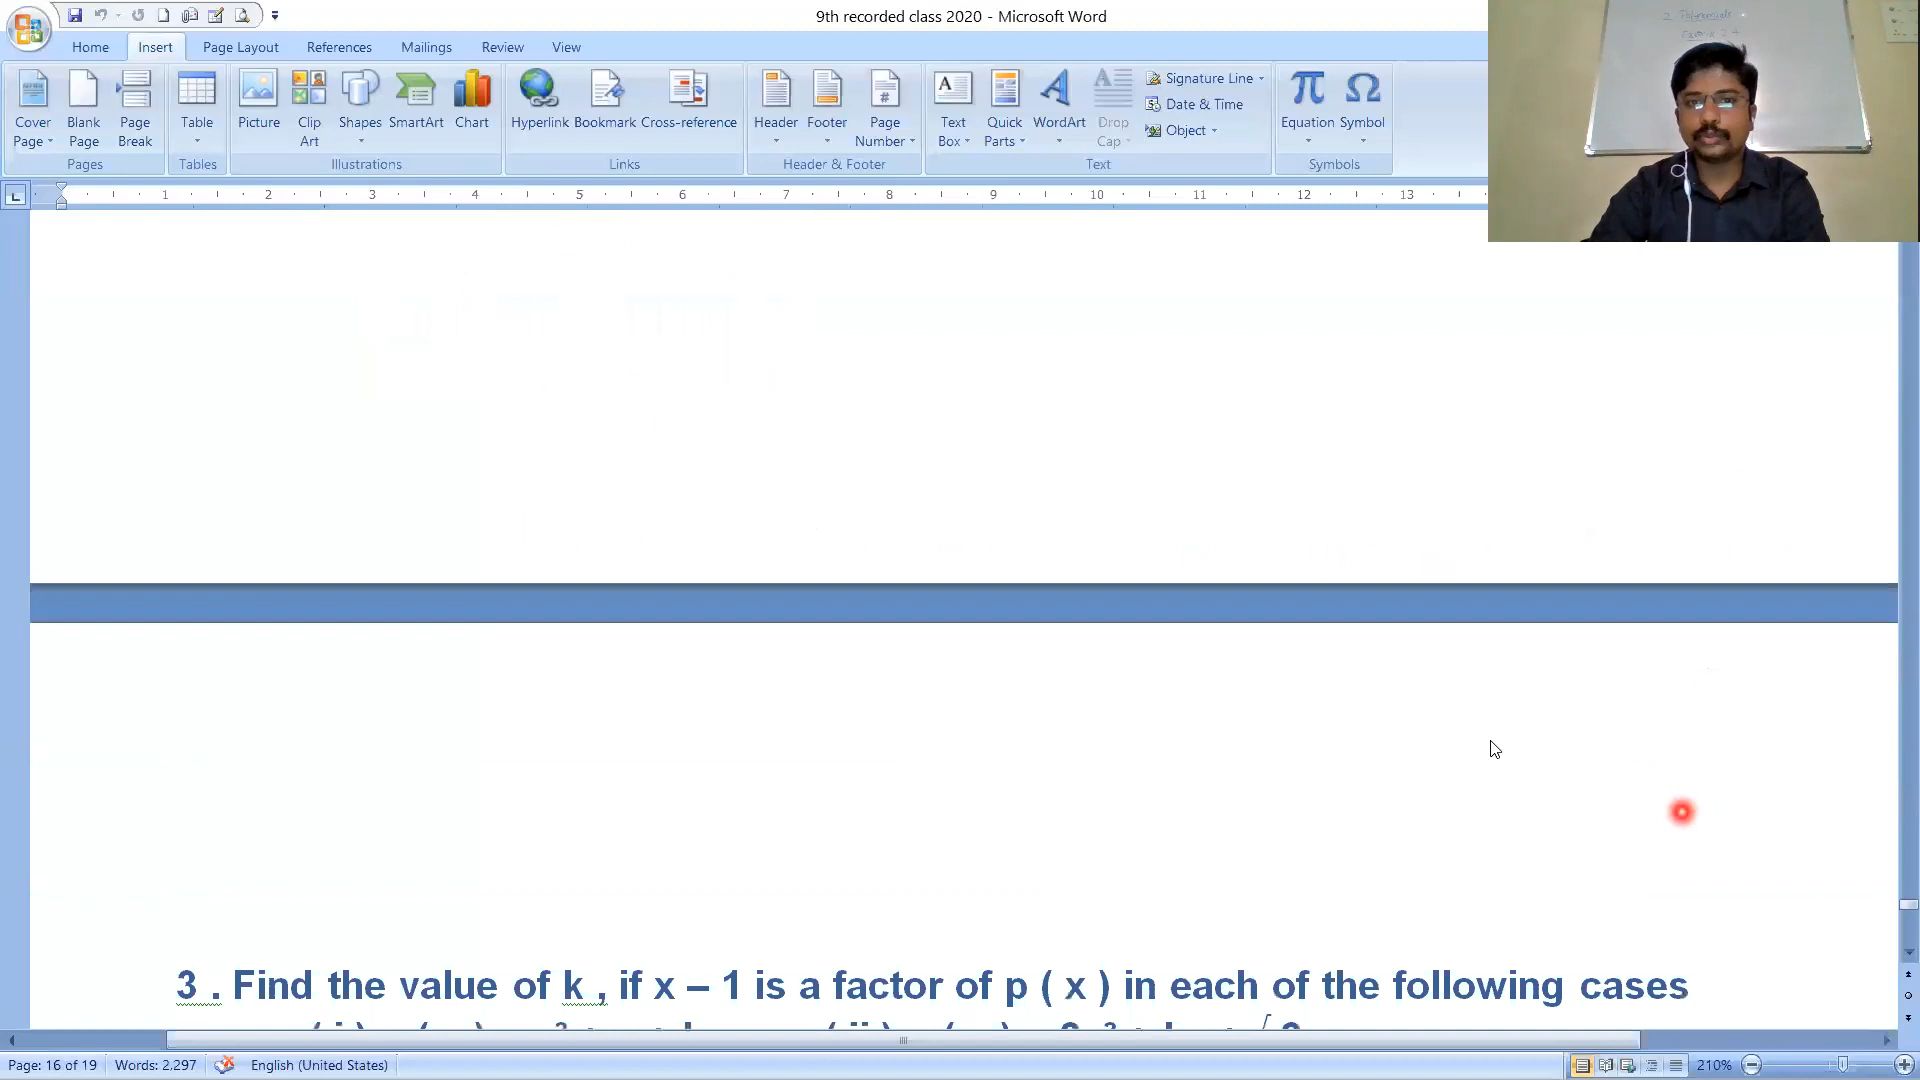 9th recorded class 2020 - Microsoft Word
Home Insert Page Layout References Mailings Review View
Cover Page Blank Page Page Break Table Picture Clip Art Shapes SmartArt Chart Hyperlink Bookmark Cross-reference Header Footer Page Number Text Box Quick Parts WordArt Drop Cap Signature Line Date & Time Object Equation Symbol
Pages Tables Illustrations Links Header & Footer Text Symbols
1 2 3 4 5 6 7 8 9 10 11 12 13
3 . Find the value of k , if x – 1 is a factor of p ( x ) in each of the following cases
Page: 16 of 19 Words: 2,297 English (United States) 210%